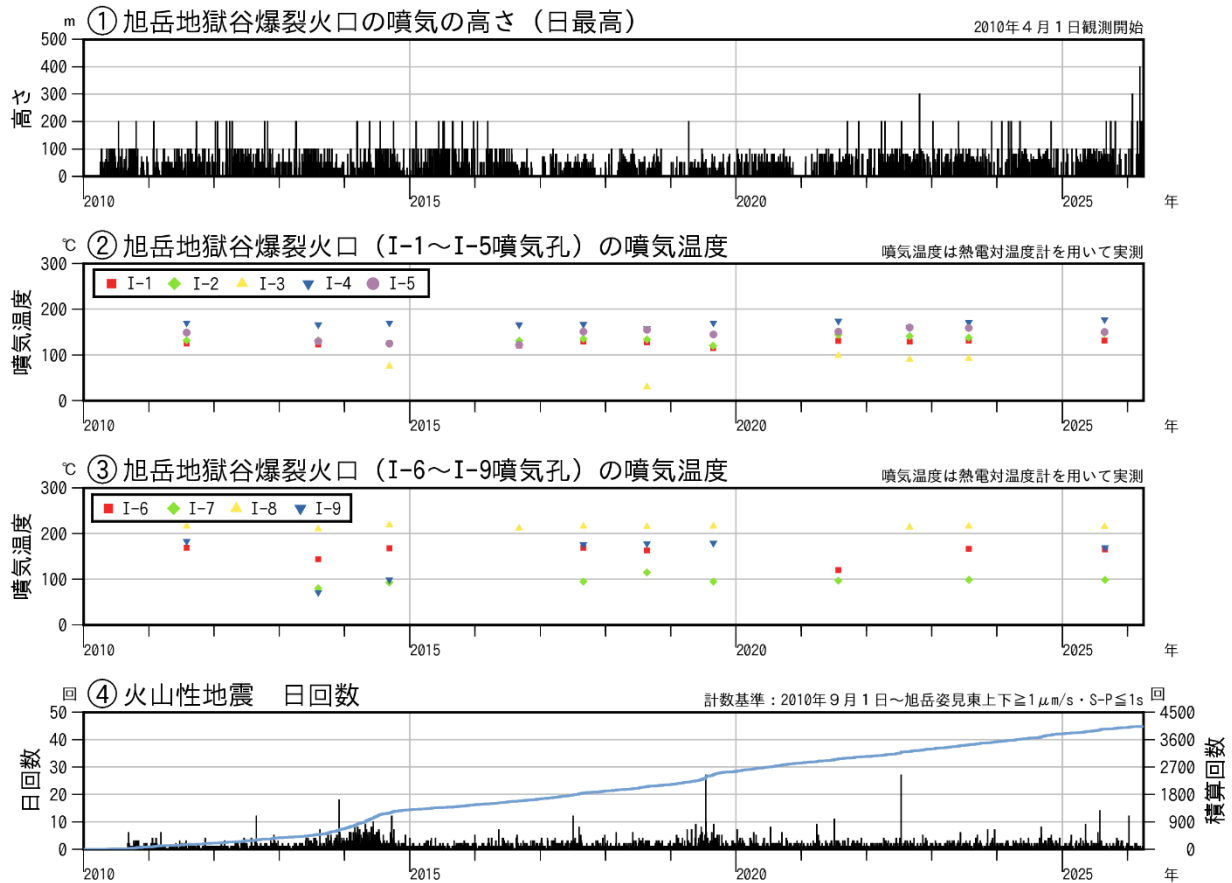 m ① 旭岳地獄谷爆裂火口の噴気の高さ（日最高） 2010年４月１日観測開始
500
400
300
200
100
0
高さ
2010 2015 2020 2025 年
℃ ② 旭岳地獄谷爆裂火口（I-1～I-5噴気孔）の噴気温度 噴気温度は熱電対温度計を用いて実測
300
I-1 I-2 I-3 I-4 I-5
200
100
0
噴気温度
2010 2015 2020 2025 年
℃ ③ 旭岳地獄谷爆裂火口（I-6～I-9噴気孔）の噴気温度 噴気温度は熱電対温度計を用いて実測
300
I-6 I-7 I-8 I-9
200
100
0
噴気温度
2010 2015 2020 2025 年
回 ④ 火山性地震　日回数 計数基準：2010年９月１日～旭岳姿見東上下≧1μm/s・S-P≦1s 回
50 4500
40 3600
30 2700
20 1800
10 900
0 0
日回数
積算回数
2010 2015 2020 2025 年